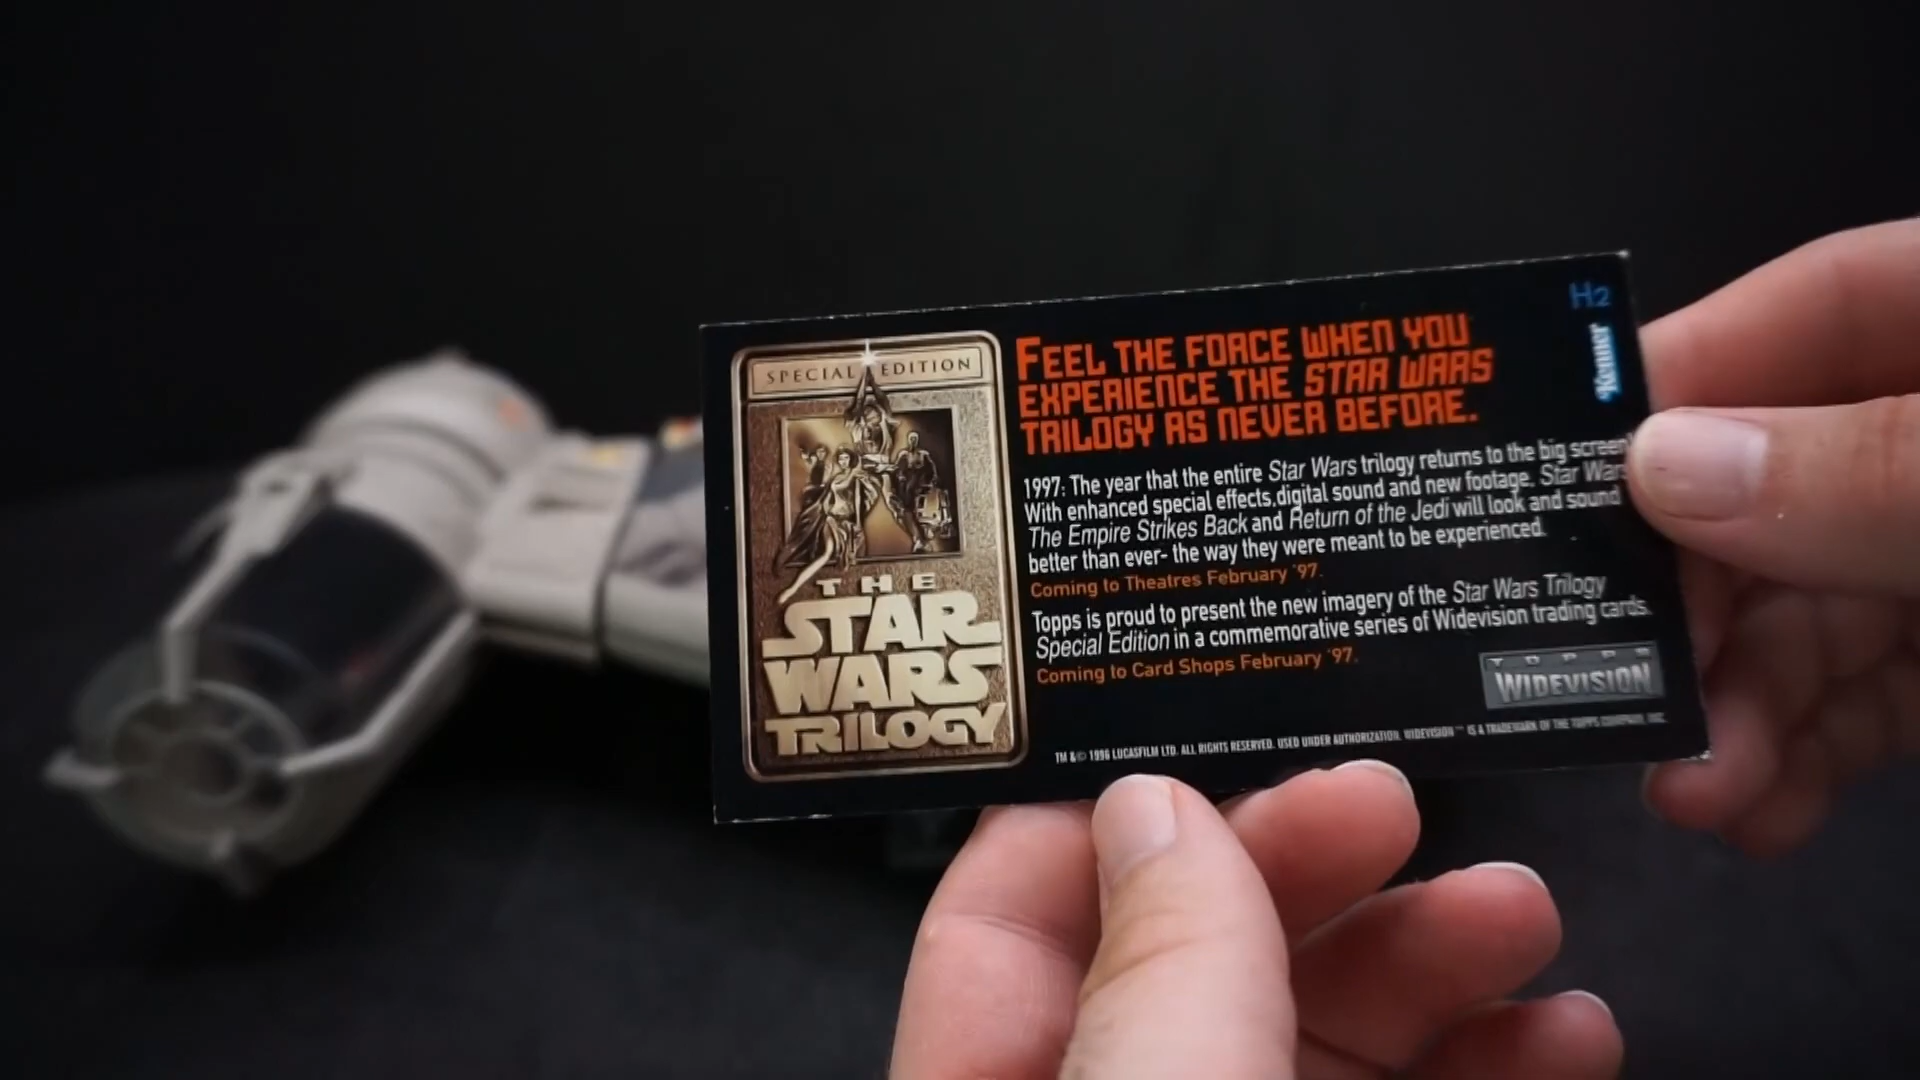 SPECIAL EDITION
THE
STAR
WARS
TRILOGY
H2
Kenner
FEEL THE FORCE WHEN YOU
EXPERIENCE THE STAR WARS
TRILOGY AS NEVER BEFORE.
1997: The year that the entire Star Wars trilogy returns to the big screen
With enhanced special effects, digital sound and new footage, Star Wars
The Empire Strikes Back and Return of the Jedi will look and sound
better than ever- the way they were meant to be experienced.
Coming to Theatres February '97.
Topps is proud to present the new imagery of the Star Wars Trilogy
Special Edition in a commemorative series of Widevision trading cards.
Coming to Card Shops February '97.
TOPPS
WIDEVISION
TM & © 1996 LUCASFILM LTD. ALL RIGHTS RESERVED. USED UNDER AUTHORIZATION. WIDEVISION™ IS A TRADEMARK OF THE TOPPS COMPANY, INC.